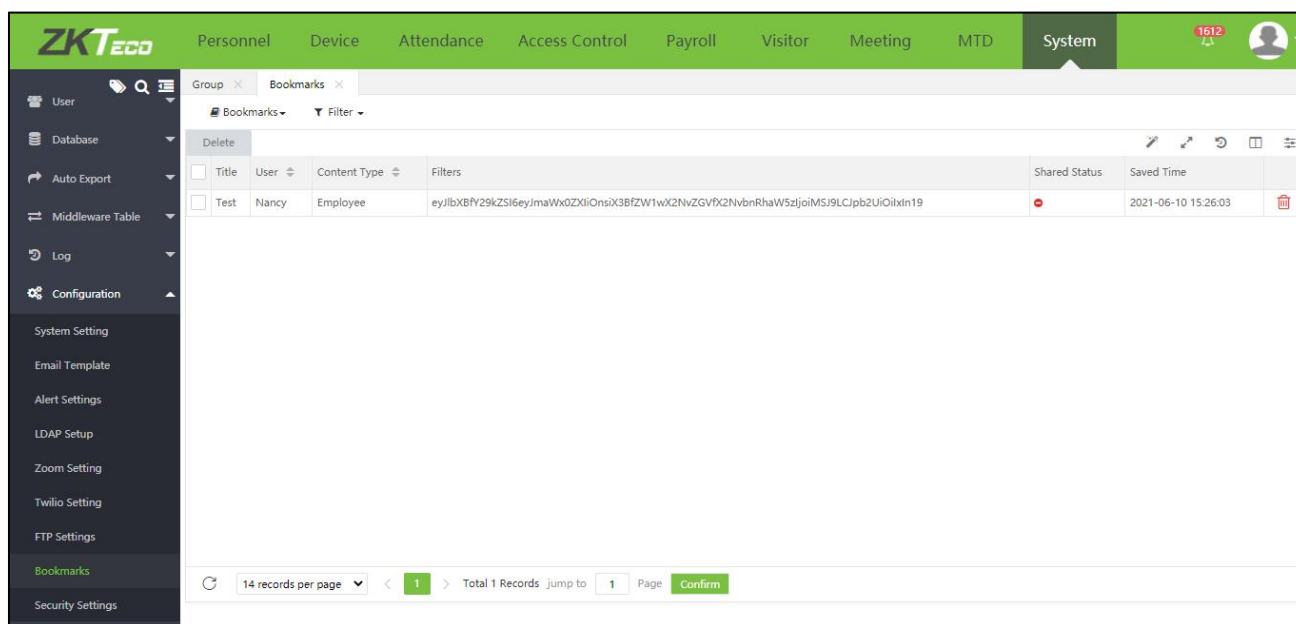 ZKTECO Personnel Device Attendance Access Control Payroll Visitor Meeting MTD System 1612
Group Bookmarks
Bookmarks Filter
Delete
Title User Content Type Filters Shared Status Saved Time
Test Nancy Employee eyJlbXBfY29kZSI6eyJmaWx0ZXIiOnsiX3BfZW1wX2NvZGVfX2NvbnRhaW5zIjoiMSJ9LCJpb2UiOiIxIn19 2021-06-10 15:26:03
User
Database
Auto Export
Middleware Table
Log
Configuration
System Setting
Email Template
Alert Settings
LDAP Setup
Zoom Setting
Twilio Setting
FTP Settings
Bookmarks
Security Settings
14 records per page 1 Total 1 Records jump to 1 Page Confirm